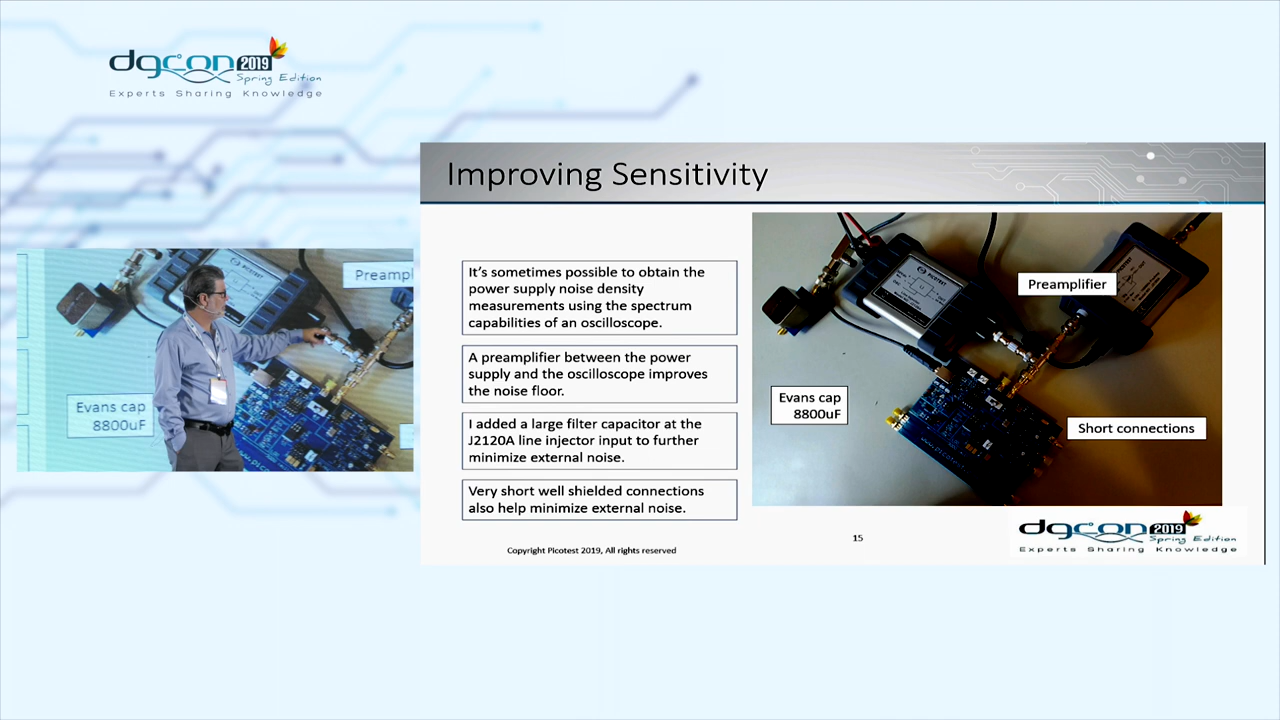 dgcon 2019
Spring Edition
Experts Sharing Knowledge
Improving Sensitivity
It's sometimes possible to obtain the
power supply noise density
measurements using the spectrum
capabilities of an oscilloscope.
A preamplifier between the power
supply and the oscilloscope improves
the noise floor.
I added a large filter capacitor at the
J2120A line injector input to further
minimize external noise.
Very short well shielded connections
also help minimize external noise.
Preamplifier
Evans cap
8800uF
Short connections
PICOTEST
Preampl
Evans cap
8800uF
Copyright Picotest 2019, All rights reserved
15
dgcon 2019
Spring Edition
Experts Sharing Knowledge